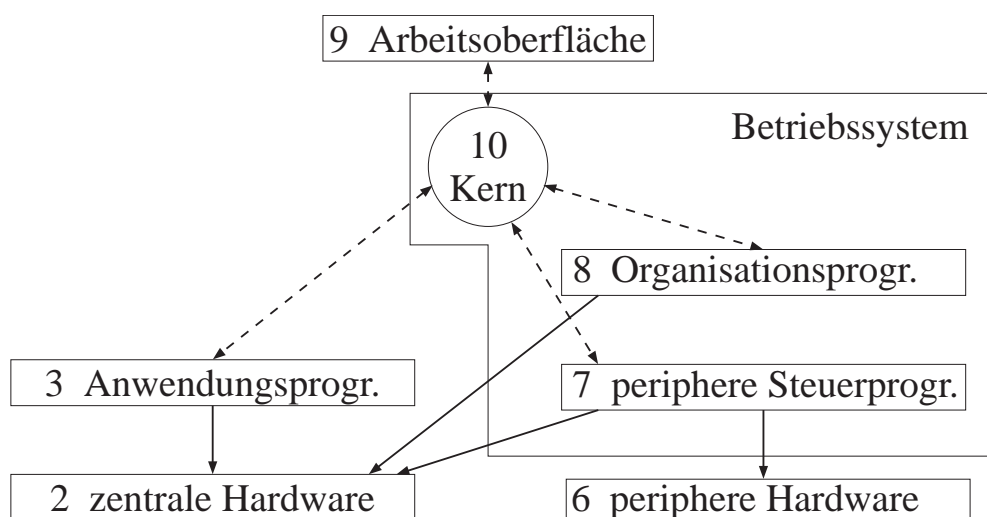 9 Arbeitsoberfläche
Betriebssystem
10
Kern
8 Organisationsprogr.
3 Anwendungsprogr.
7 periphere Steuerprogr.
2 zentrale Hardware
6 periphere Hardware